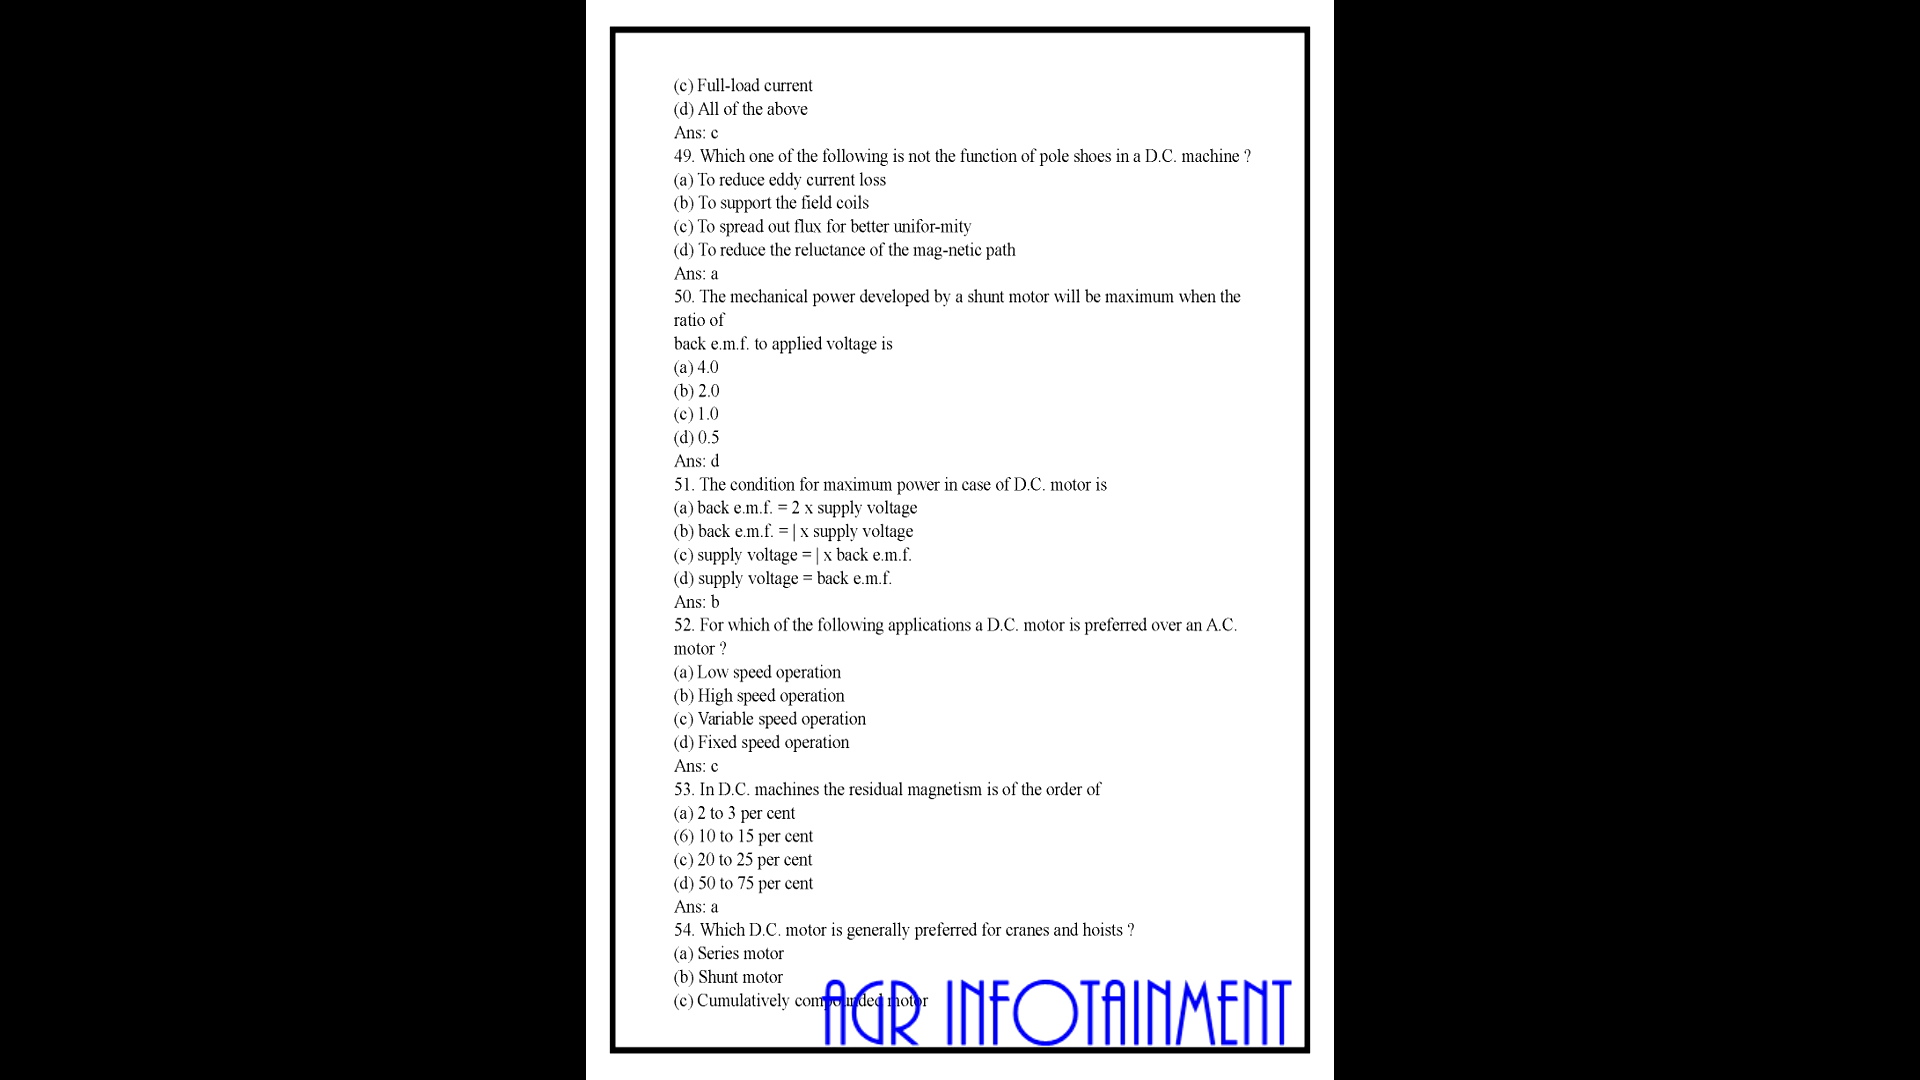 (c) Full-load current
(d) All of the above
Ans: c
49. Which one of the following is not the function of pole shoes in a D.C. machine ?
(a) To reduce eddy current loss
(b) To support the field coils
(c) To spread out flux for better unifor-mity
(d) To reduce the reluctance of the mag-netic path
Ans: a
50. The mechanical power developed by a shunt motor will be maximum when the
ratio of
back e.m.f. to applied voltage is
(a) 4.0
(b) 2.0
(c) 1.0
(d) 0.5
Ans: d
51. The condition for maximum power in case of D.C. motor is
(a) back e.m.f. = 2 x supply voltage
(b) back e.m.f. = | x supply voltage
(c) supply voltage = | x back e.m.f.
(d) supply voltage = back e.m.f.
Ans: b
52. For which of the following applications a D.C. motor is preferred over an A.C.
motor ?
(a) Low speed operation
(b) High speed operation
(c) Variable speed operation
(d) Fixed speed operation
Ans: c
53. In D.C. machines the residual magnetism is of the order of
(a) 2 to 3 per cent
(6) 10 to 15 per cent
(c) 20 to 25 per cent
(d) 50 to 75 per cent
Ans: a
54. Which D.C. motor is generally preferred for cranes and hoists ?
(a) Series motor
(b) Shunt motor
(c) Cumulatively compounded motor
AGR INFOTAINMENT